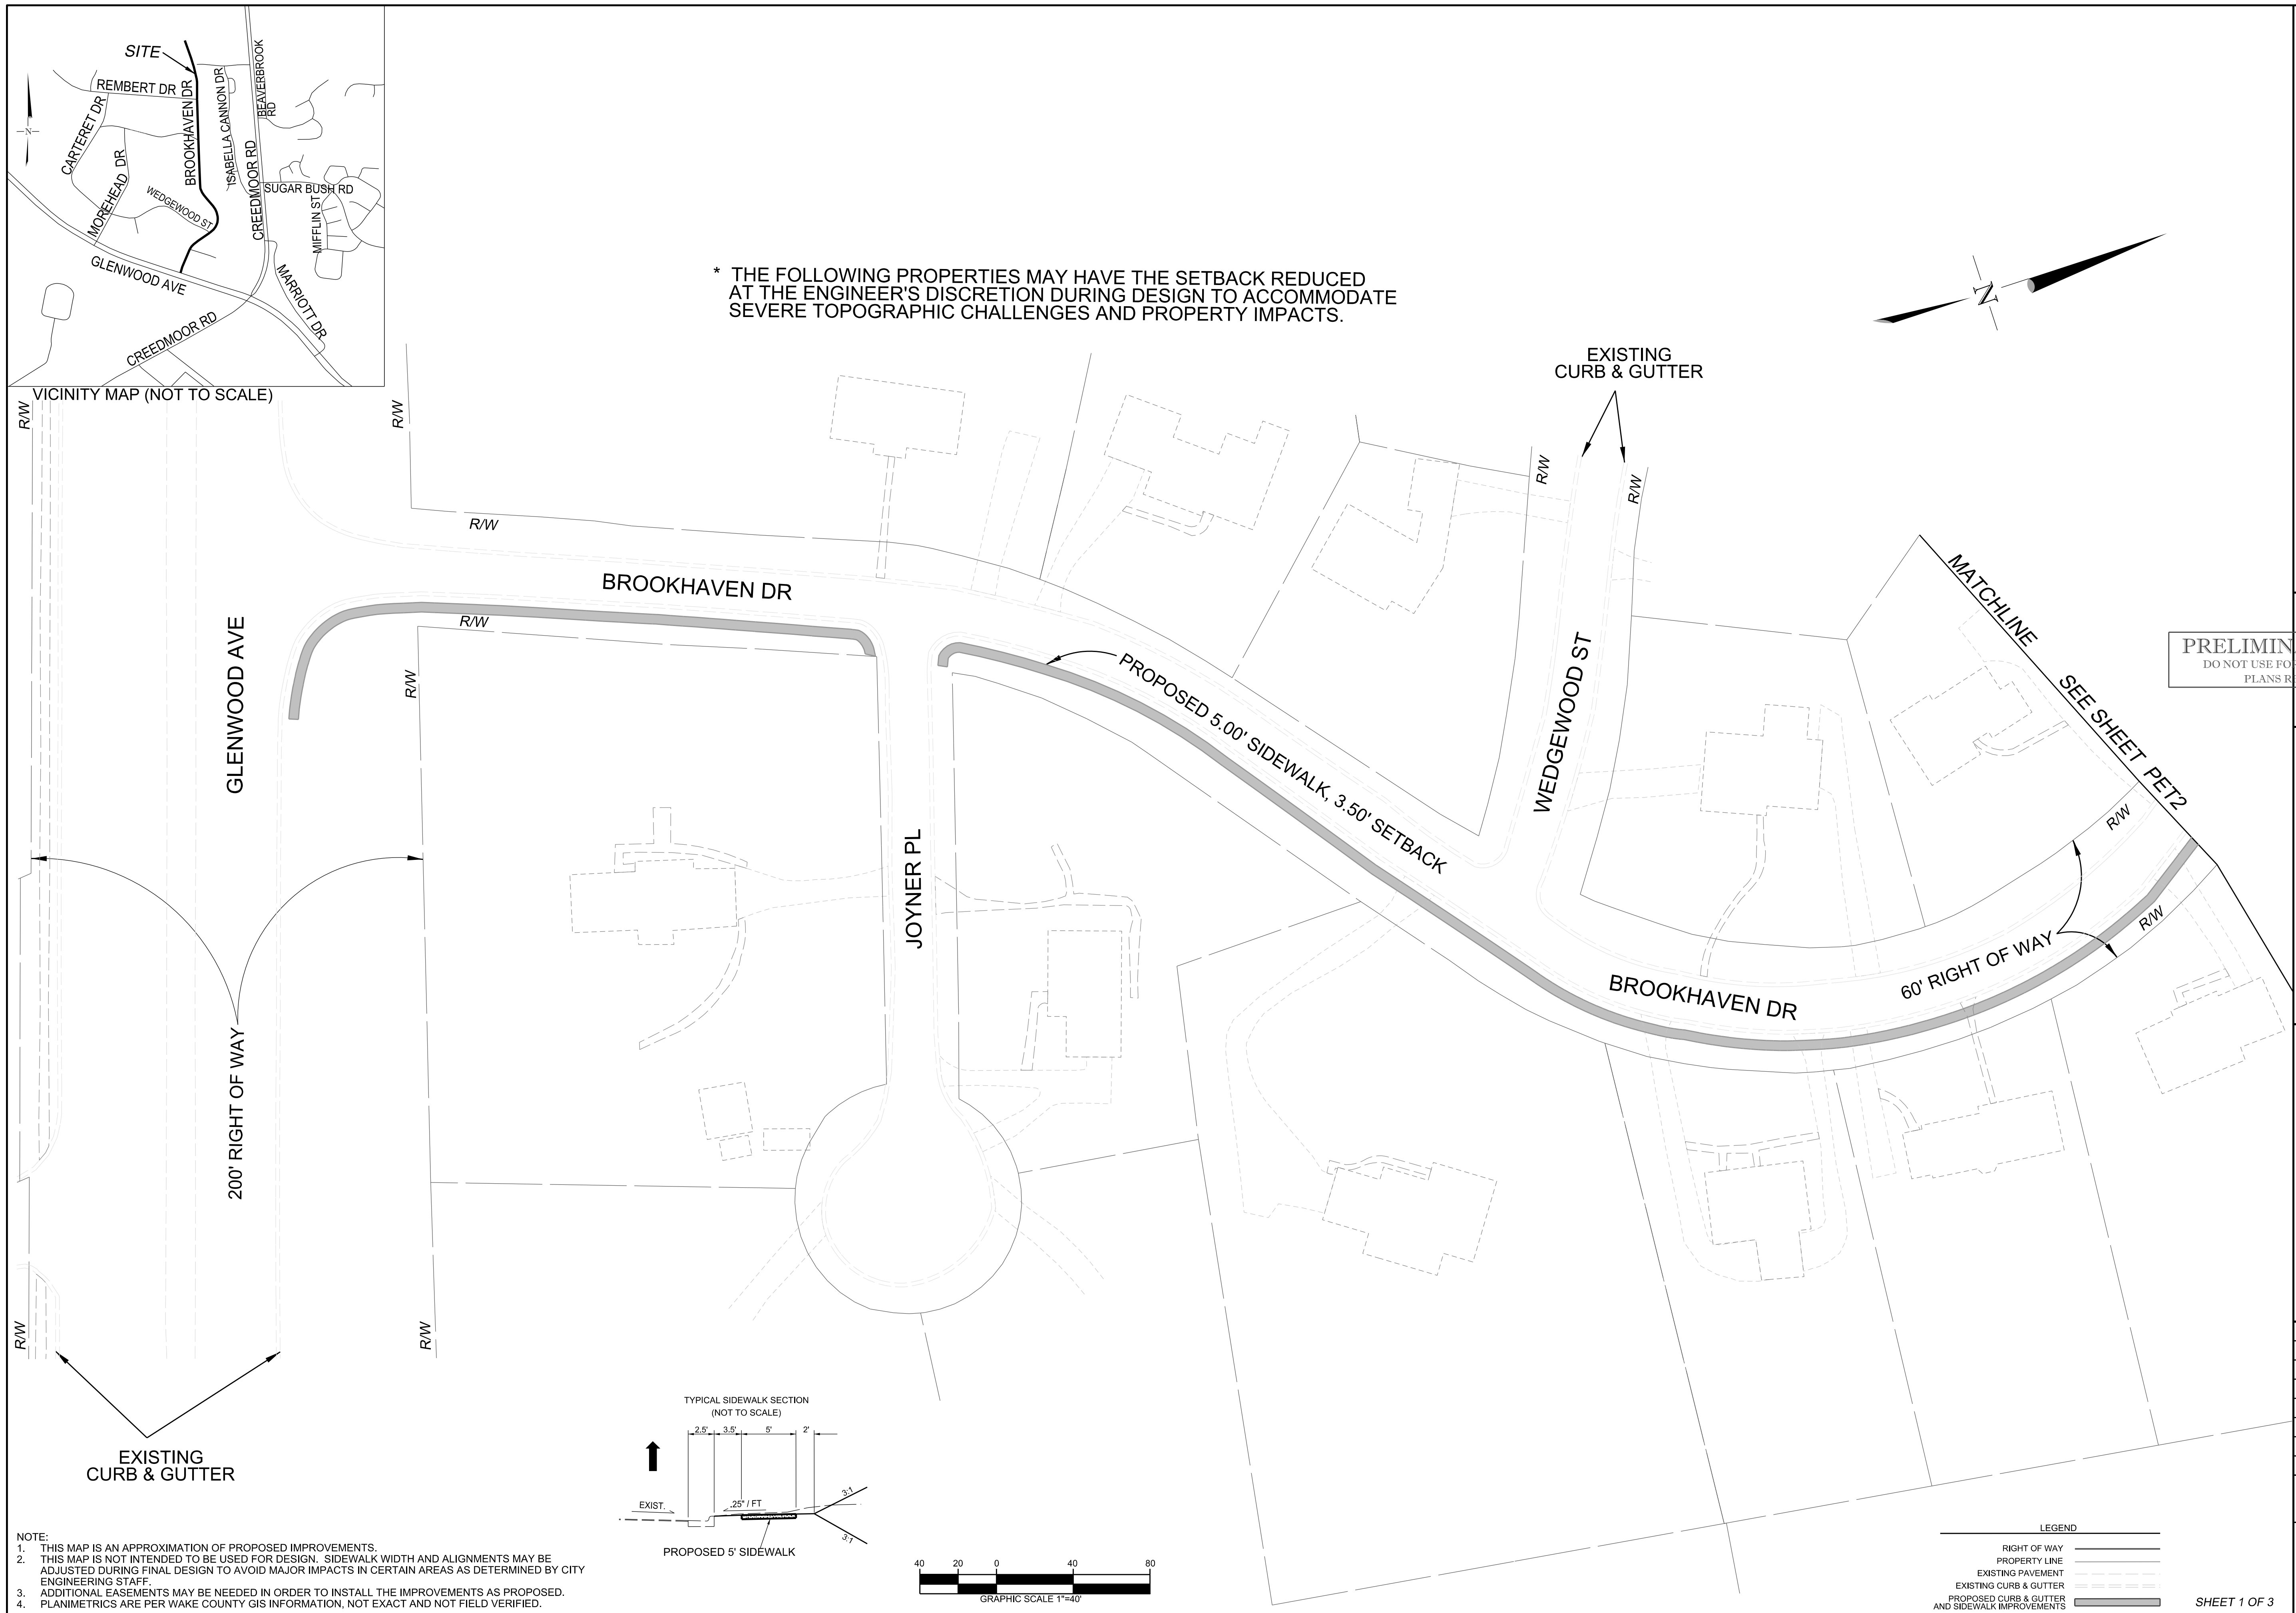 SITE
REMBERT DR
CARTERET DR
MOREHEAD DR
BROOKHAVEN DR
ISABELLA CANNON DR
BEAVERBROOK
RD
CREEDMOOR RD
SUGAR BUSH RD
MIFFLIN ST
WEDGEWOOD ST
GLENWOOD AVE
MARRIOTT DR
CREEDMOOR RD
-N-
VICINITY MAP (NOT TO SCALE)
* THE FOLLOWING PROPERTIES MAY HAVE THE SETBACK REDUCED
AT THE ENGINEER'S DISCRETION DURING DESIGN TO ACCOMMODATE
SEVERE TOPOGRAPHIC CHALLENGES AND PROPERTY IMPACTS.
N
EXISTING
CURB & GUTTER
R/W
R/W
R/W
R/W
R/W
BROOKHAVEN DR
R/W
R/W
GLENWOOD AVE
PROPOSED 5.00' SIDEWALK, 3.50' SETBACK
WEDGEWOOD ST
MATCHLINE SEE SHEET PET2
PRELIMIN
DO NOT USE FO
PLANS R
R/W
R/W
JOYNER PL
BROOKHAVEN DR
60' RIGHT OF WAY
200' RIGHT OF WAY
R/W
R/W
EXISTING
CURB & GUTTER
TYPICAL SIDEWALK SECTION
(NOT TO SCALE)
2.5' 3.5' 5' 2'
EXIST.
.25" / FT
3:1
3:1
PROPOSED 5' SIDEWALK
NOTE:
1. THIS MAP IS AN APPROXIMATION OF PROPOSED IMPROVEMENTS.
2. THIS MAP IS NOT INTENDED TO BE USED FOR DESIGN. SIDEWALK WIDTH AND ALIGNMENTS MAY BE
ADJUSTED DURING FINAL DESIGN TO AVOID MAJOR IMPACTS IN CERTAIN AREAS AS DETERMINED BY CITY
ENGINEERING STAFF.
3. ADDITIONAL EASEMENTS MAY BE NEEDED IN ORDER TO INSTALL THE IMPROVEMENTS AS PROPOSED.
4. PLANIMETRICS ARE PER WAKE COUNTY GIS INFORMATION, NOT EXACT AND NOT FIELD VERIFIED.
40 20 0 40 80
GRAPHIC SCALE 1"=40'
LEGEND
RIGHT OF WAY
PROPERTY LINE
EXISTING PAVEMENT
EXISTING CURB & GUTTER
PROPOSED CURB & GUTTER
AND SIDEWALK IMPROVEMENTS
SHEET 1 OF 3